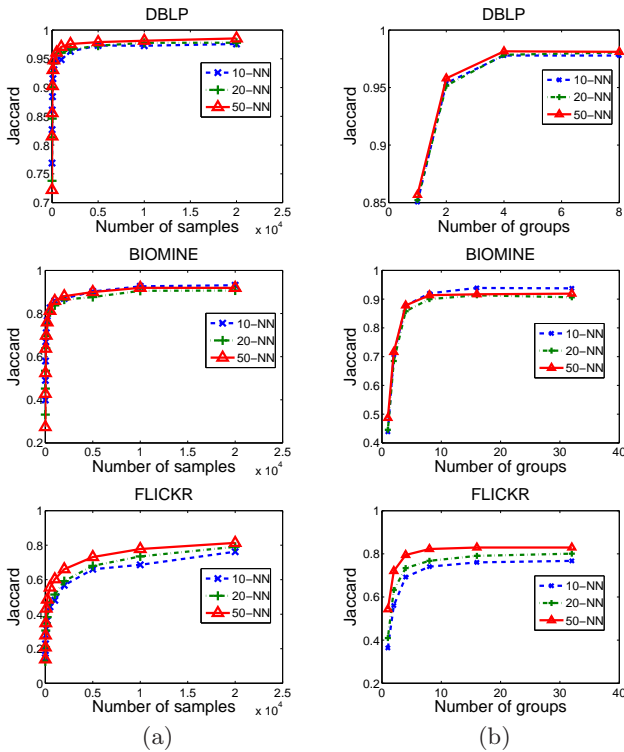 DBLP
1
0.95
0.9
0.85
0.8
0.75
0.7
0
0.5
1
1.5
2
2.5
x 10^4
Number of samples
Jaccard
10−NN
20−NN
50−NN
DBLP
1
0.95
0.9
0.85
0
2
4
6
8
Number of groups
Jaccard
10−NN
20−NN
50−NN
BIOMINE
1
0.8
0.6
0.4
0.2
0
0.5
1
1.5
2
2.5
x 10^4
Number of samples
Jaccard
10−NN
20−NN
50−NN
BIOMINE
1
0.9
0.8
0.7
0.6
0.5
0.4
0
10
20
30
40
Number of groups
Jaccard
10−NN
20−NN
50−NN
FLICKR
1
0.8
0.6
0.4
0.2
0
0
0.5
1
1.5
2
2.5
x 10^4
Number of samples
Jaccard
10−NN
20−NN
50−NN
FLICKR
1
0.8
0.6
0.4
0.2
0
10
20
30
40
Number of groups
Jaccard
10−NN
20−NN
50−NN
(a)
(b)